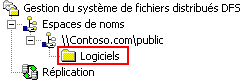 Gestion du système de fichiers distribués DFS
Espaces de noms
\\Contoso.com\public
Logiciels
Réplication